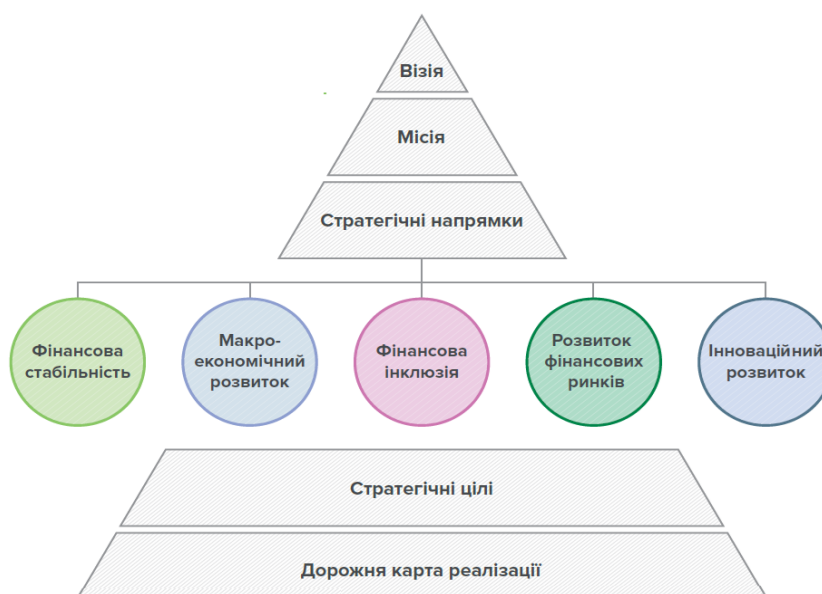 Візія
Місія
Стратегічні напрямки
Фінансова
стабільність
Макро-
економічний
розвиток
Фінансова
інклюзія
Розвиток
фінансових
ринків
Інноваційний
розвиток
Стратегічні цілі
Дорожня карта реалізації